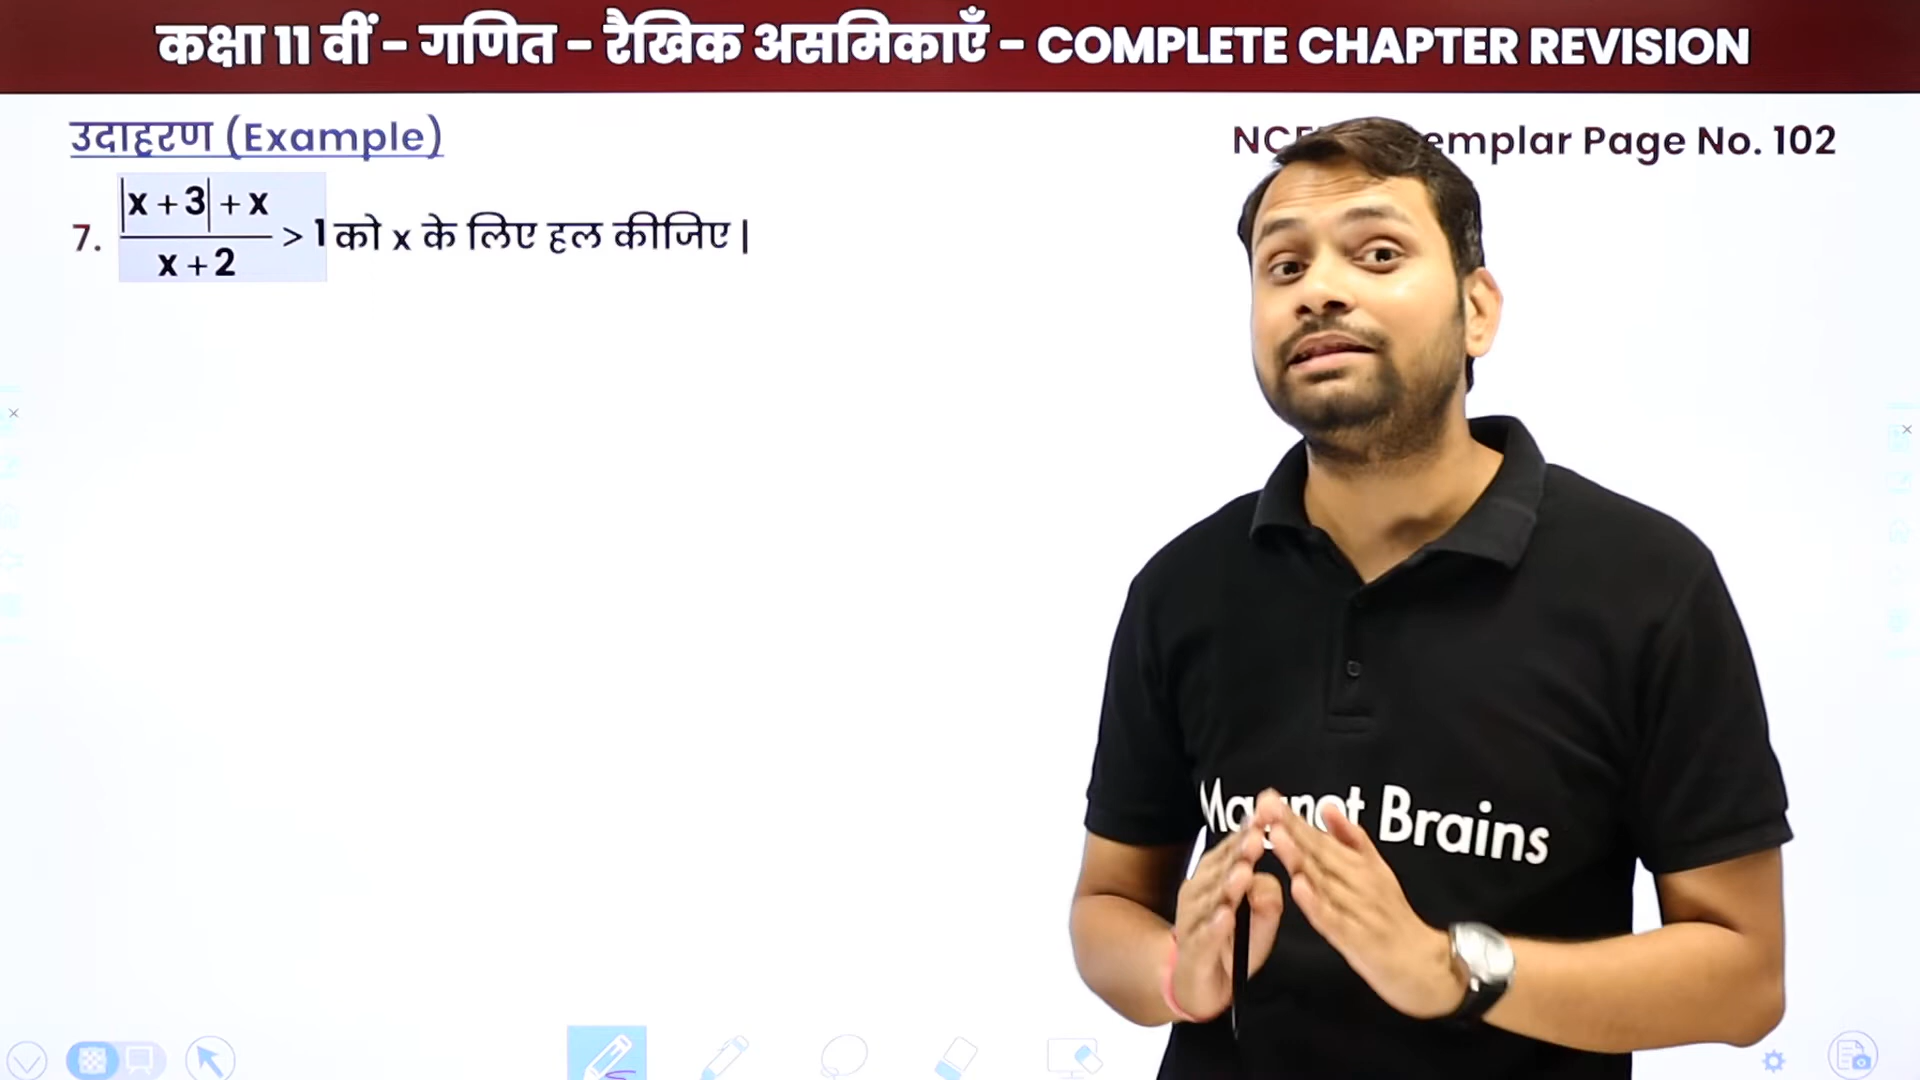 कक्षा 11 वीं - गणित - रैखिक असमिकाएँ - COMPLETE CHAPTER REVISION
उदाहरण (Example)
Page No. 102
7. |x + 3| + x / x + 2 > 1 को x के लिए हल कीजिए |
Brains